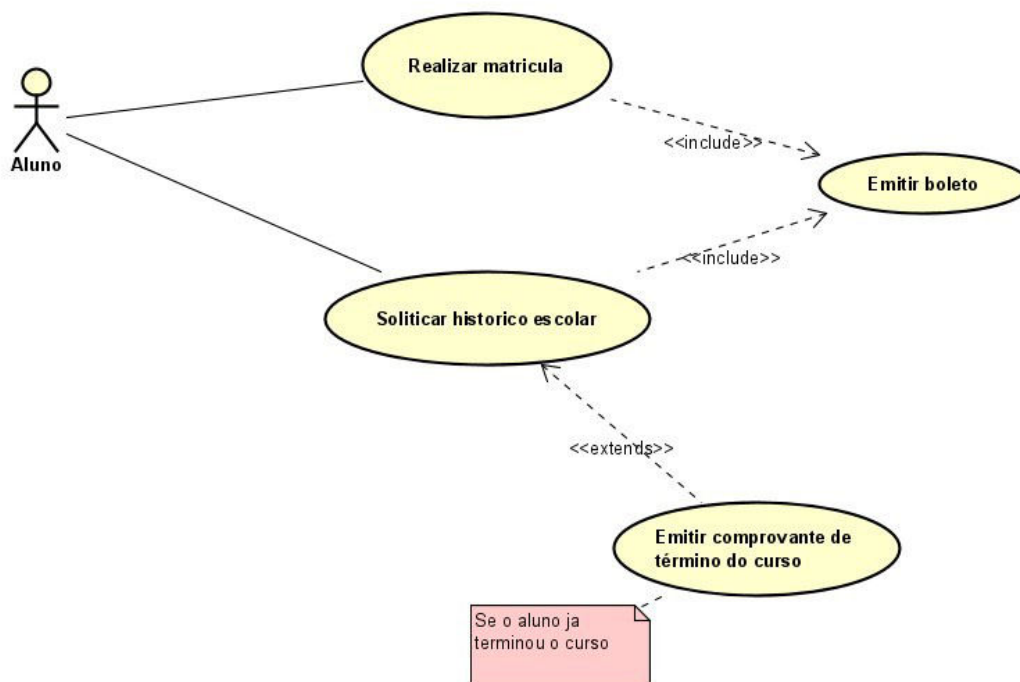 Realizar matricula
Aluno
<<include>>
Emitir boleto
<<include>>
Soliticar historico escolar
<<extends>>
Emitir comprovante de
término do curso
Se o aluno ja
terminou o curso